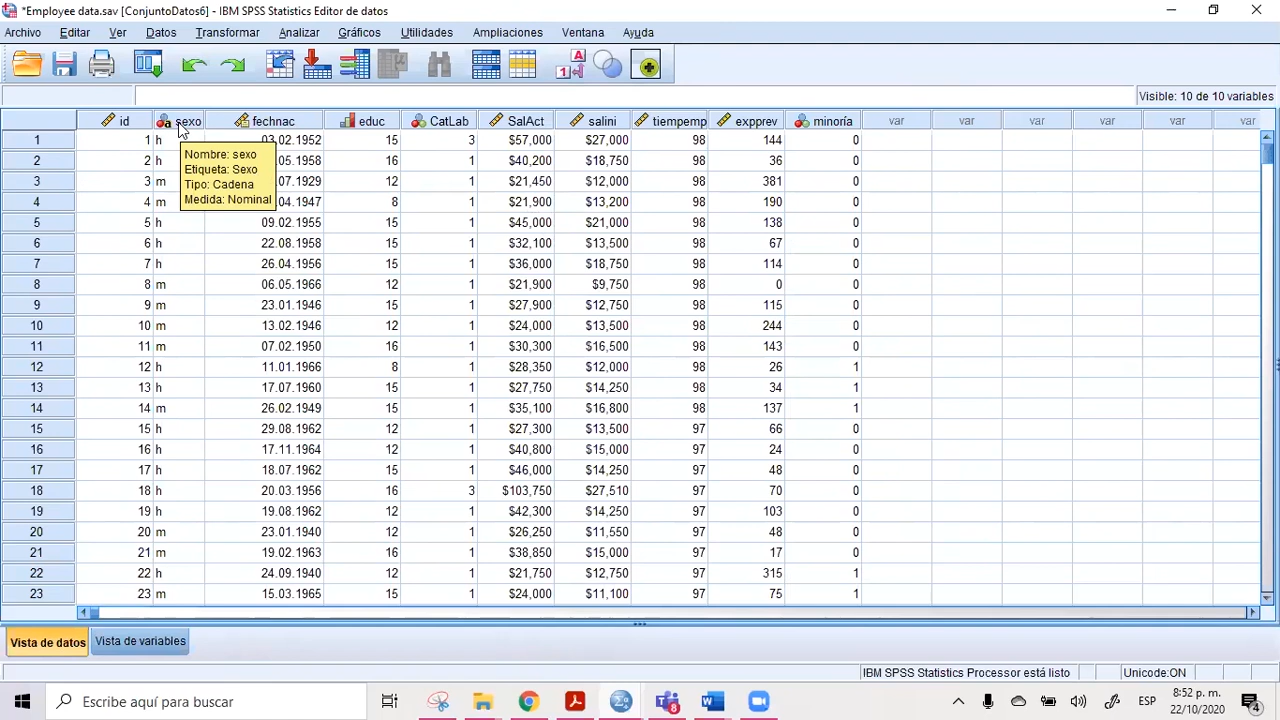 *Employee data.sav [ConjuntoDatos6] - IBM SPSS Statistics Editor de datos
Archivo Editar Ver Datos Transformar Analizar Gráficos Utilidades Ampliaciones Ventana Ayuda
Visible: 10 de 10 variables
id sexo fechnac educ CatLab SalAct salini tiempemp expprev minoría var var var var var var
1 1 h 03.02.1952 15 3 $57,000 $27,000 98 144 0
2 2 h .05.1958 16 1 $40,200 $18,750 98 36 0
3 3 m .07.1929 12 1 $21,450 $12,000 98 381 0
4 4 m .04.1947 8 1 $21,900 $13,200 98 190 0
5 5 h 09.02.1955 15 1 $45,000 $21,000 98 138 0
6 6 h 22.08.1958 15 1 $32,100 $13,500 98 67 0
7 7 h 26.04.1956 15 1 $36,000 $18,750 98 114 0
8 8 m 06.05.1966 12 1 $21,900 $9,750 98 0 0
9 9 m 23.01.1946 15 1 $27,900 $12,750 98 115 0
10 10 m 13.02.1946 12 1 $24,000 $13,500 98 244 0
11 11 m 07.02.1950 16 1 $30,300 $16,500 98 143 0
12 12 h 11.01.1966 8 1 $28,350 $12,000 98 26 1
13 13 h 17.07.1960 15 1 $27,750 $14,250 98 34 1
14 14 m 26.02.1949 15 1 $35,100 $16,800 98 137 1
15 15 h 29.08.1962 12 1 $27,300 $13,500 97 66 0
16 16 h 17.11.1964 12 1 $40,800 $15,000 97 24 0
17 17 h 18.07.1962 15 1 $46,000 $14,250 97 48 0
18 18 h 20.03.1956 16 3 $103,750 $27,510 97 70 0
19 19 h 19.08.1962 12 1 $42,300 $14,250 97 103 0
20 20 m 23.01.1940 12 1 $26,250 $11,550 97 48 0
21 21 m 19.02.1963 16 1 $38,850 $15,000 97 17 0
22 22 h 24.09.1940 12 1 $21,750 $12,750 97 315 1
23 23 m 15.03.1965 15 1 $24,000 $11,100 97 75 1
Nombre: sexo
Etiqueta: Sexo
Tipo: Cadena
Medida: Nominal
Vista de datos Vista de variables
IBM SPSS Statistics Processor está listo Unicode:ON
Escribe aquí para buscar
8
ESP
8:52 p. m.
22/10/2020
4